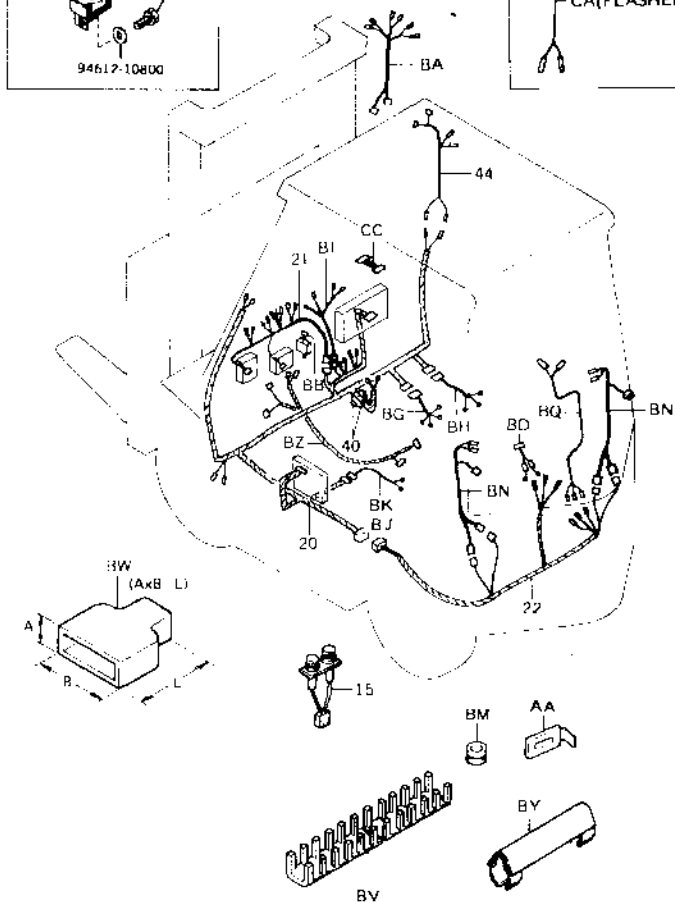 CA(FLASHER
94612-10800
BA
44
CC
21
BI
BB
BG
BH
BQ
BN
BD
BZ
40
BK
BN
20
BJ
22
BW
(AxB L)
A
B
L
15
BM
AA
BY
BV